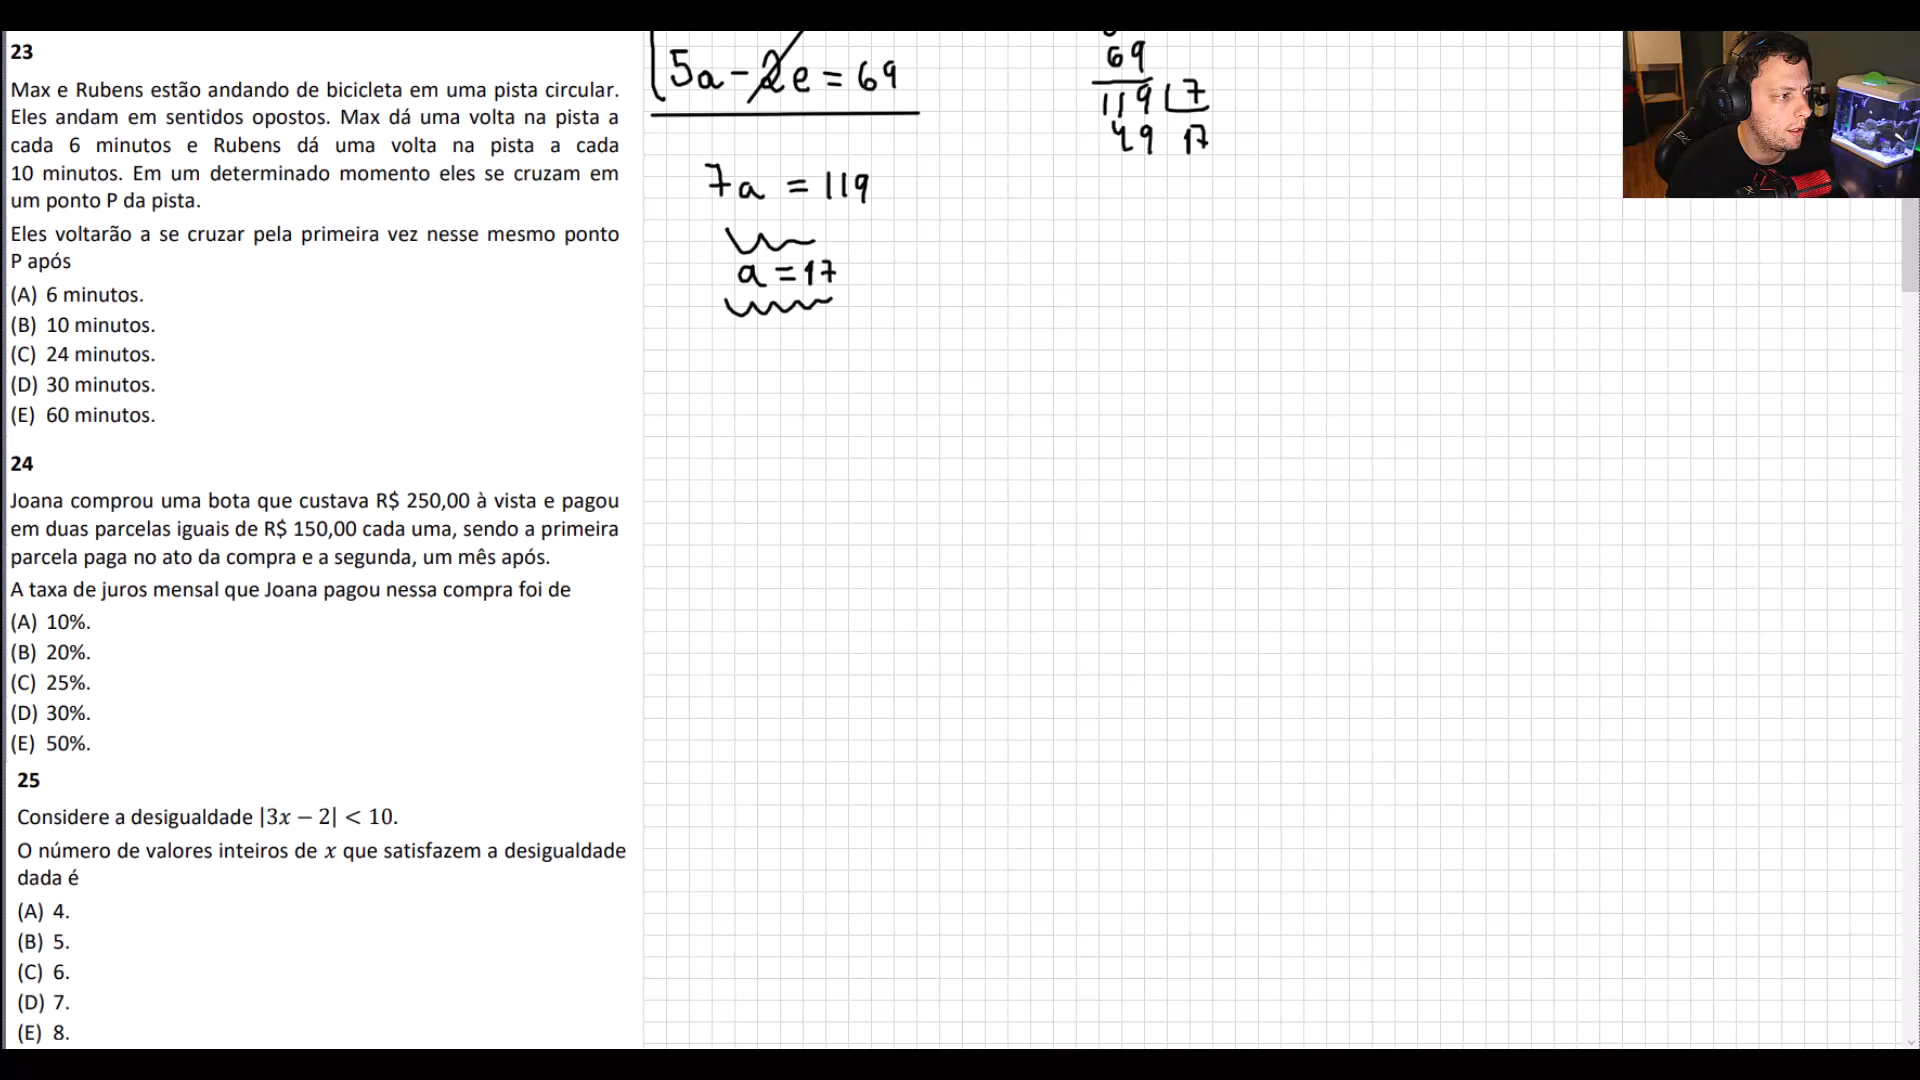 23
Max e Rubens estão andando de bicicleta em uma pista circular.
Eles andam em sentidos opostos. Max dá uma volta na pista a
cada 6 minutos e Rubens dá uma volta na pista a cada
10 minutos. Em um determinado momento eles se cruzam em
um ponto P da pista.
Eles voltarão a se cruzar pela primeira vez nesse mesmo ponto
P após
(A) 6 minutos.
(B) 10 minutos.
(C) 24 minutos.
(D) 30 minutos.
(E) 60 minutos.
24
Joana comprou uma bota que custava R$ 250,00 à vista e pagou
em duas parcelas iguais de R$ 150,00 cada uma, sendo a primeira
parcela paga no ato da compra e a segunda, um mês após.
A taxa de juros mensal que Joana pagou nessa compra foi de
(A) 10%.
(B) 20%.
(C) 25%.
(D) 30%.
(E) 50%.
25
Considere a desigualdade |3x − 2| < 10.
O número de valores inteiros de x que satisfazem a desigualdade
dada é
(A) 4.
(B) 5.
(C) 6.
(D) 7.
(E) 8.
5a - 2e = 69
7a = 119
a = 17
69
119 7
49 17